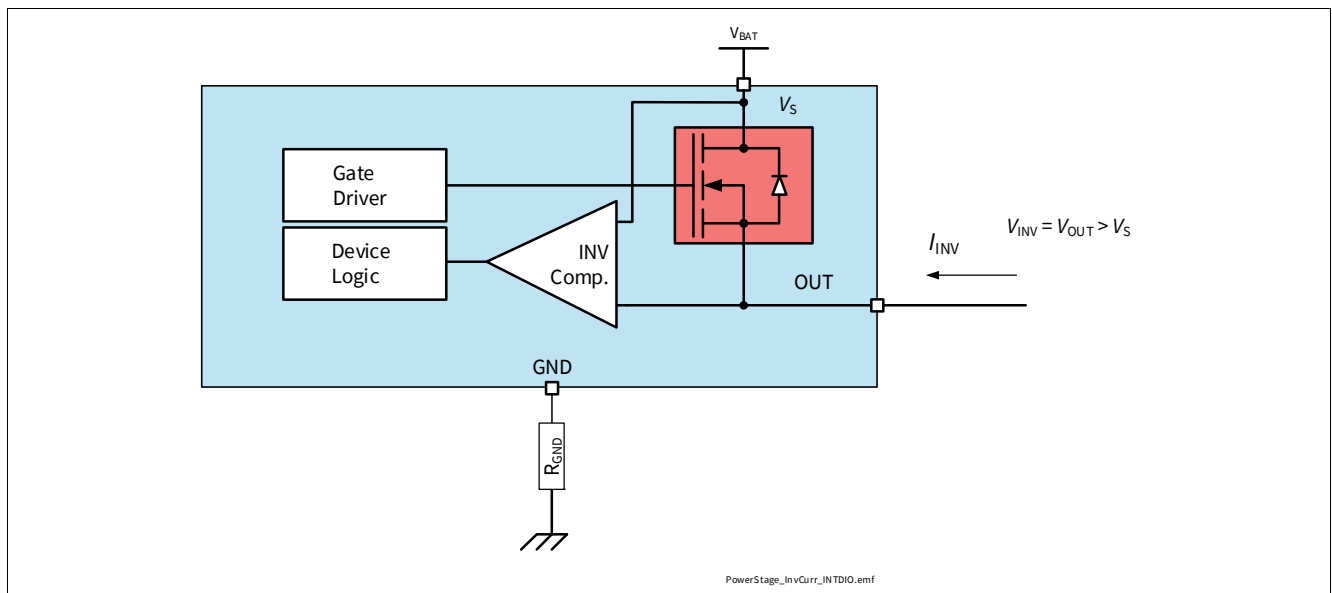 VBAT
VS
Gate
Driver
Device
Logic
INV
Comp.
OUT
IINV
VINV = VOUT > VS
GND
RGND
PowerStage_InvCurr_INTDIO.emf